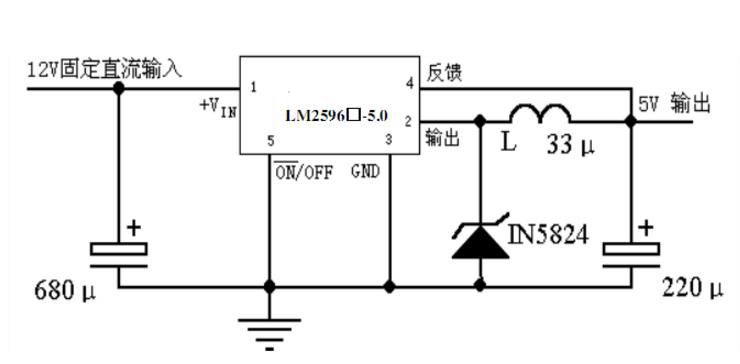 12V固定直流输入
1
4
反馈
+VIN
LM2596□-5.0
2
5V 输出
输出
L
33 μ
5
3
ON/OFF
GND
+
IN5824
+
680 μ
220 μ